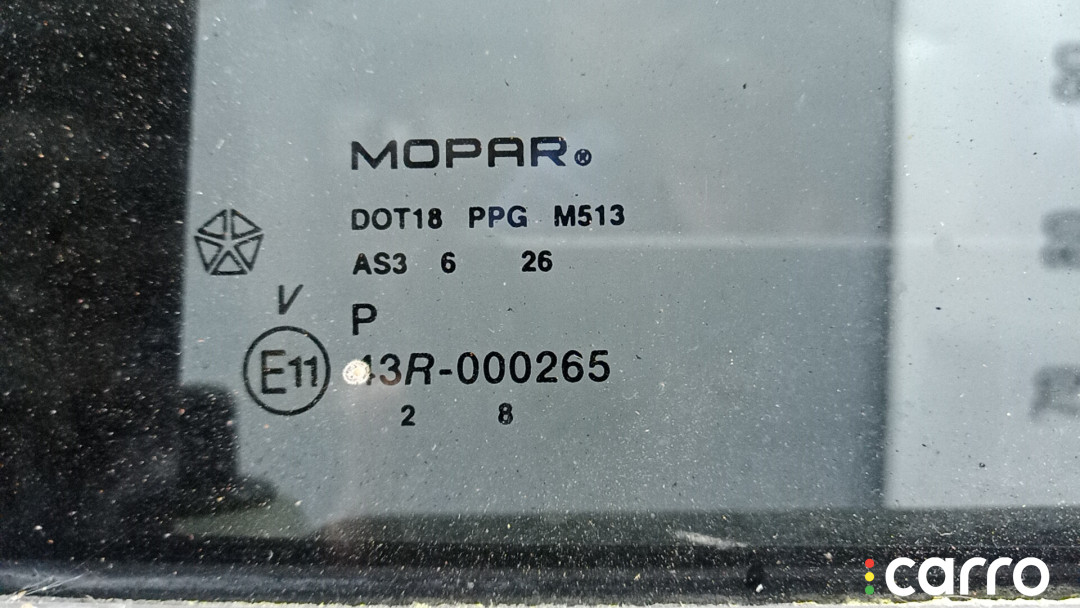 MOPAR®
DOT18 PPG M513
AS3 6 26
V
P
E11 43R-000265
2 8
carro